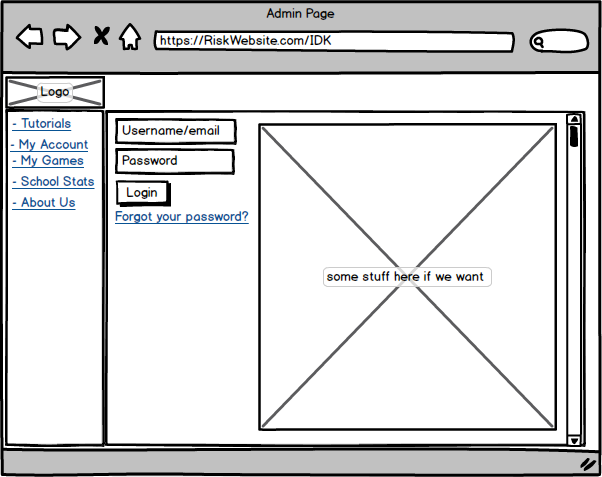 Admin Page
https://RiskWebsite.com/IDK
Logo
- Tutorials
- My Account
- My Games
- School Stats
- About Us
Username/email
Password
Login
Forgot your password?
some stuff here if we want